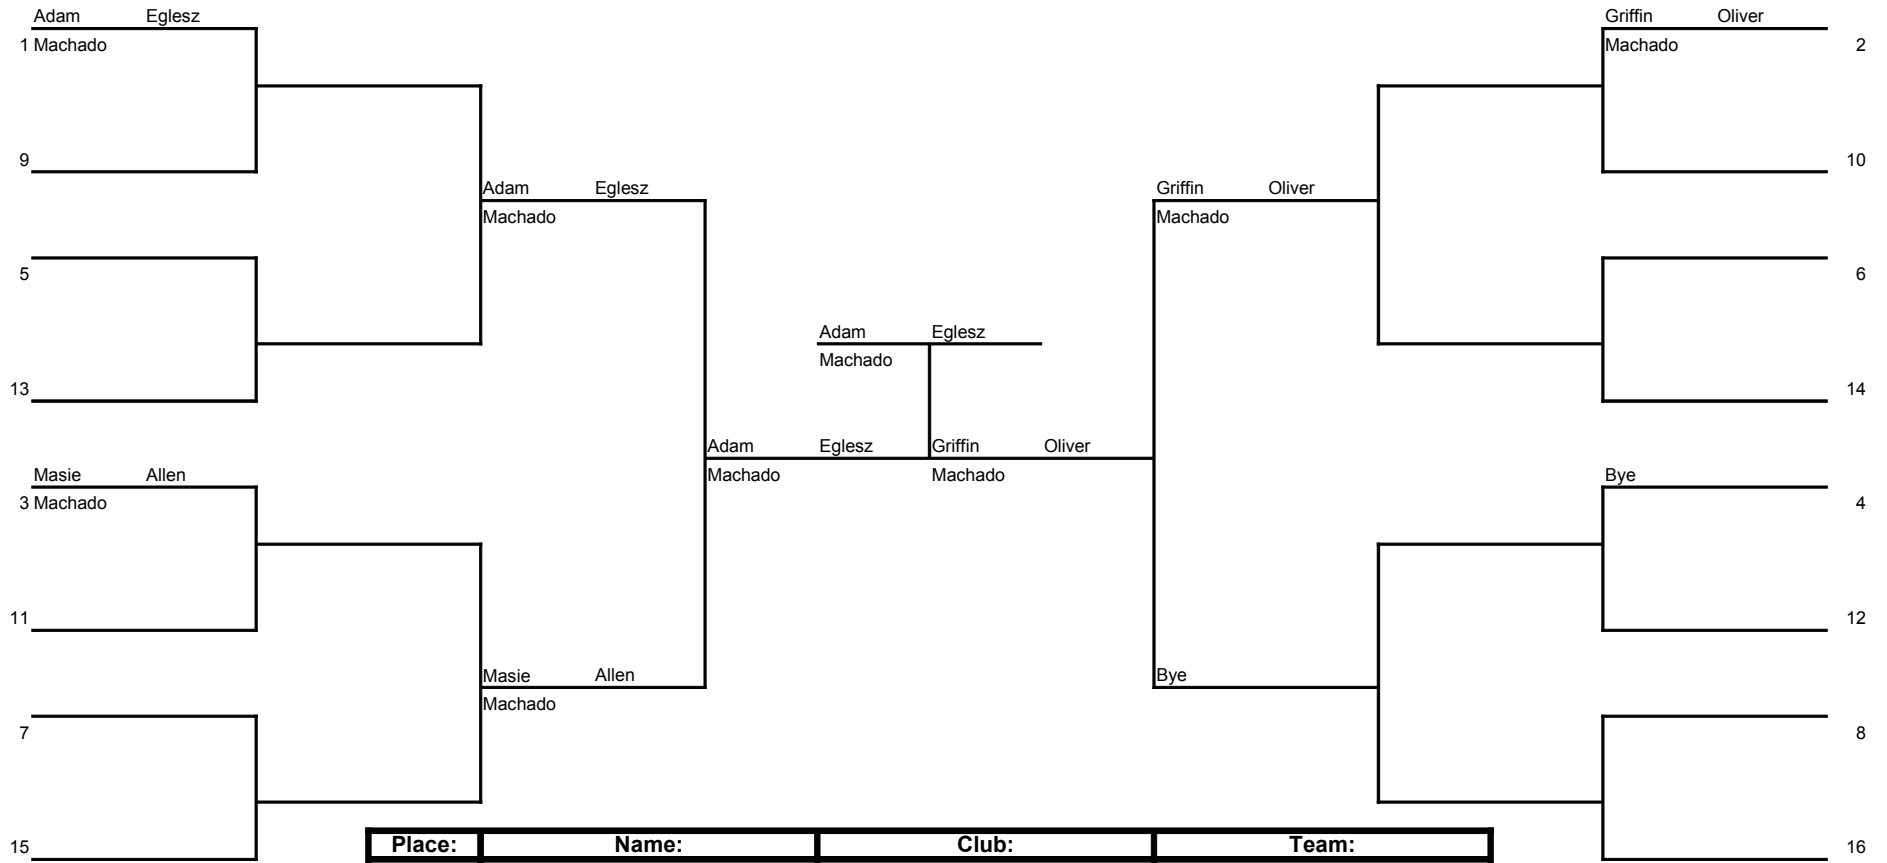 Adam Eglesz Griffin Oliver
1 Machado Machado 2
9 10
Adam Eglesz Griffin Oliver
Machado Machado
5 6
Adam Eglesz
Machado
13 14
Adam Eglesz Griffin Oliver
Machado Machado
Masie Allen Bye
3 Machado 4
11 12
Masie Allen Bye
Machado
7 8
Place: Name: Club: Team:
15 16